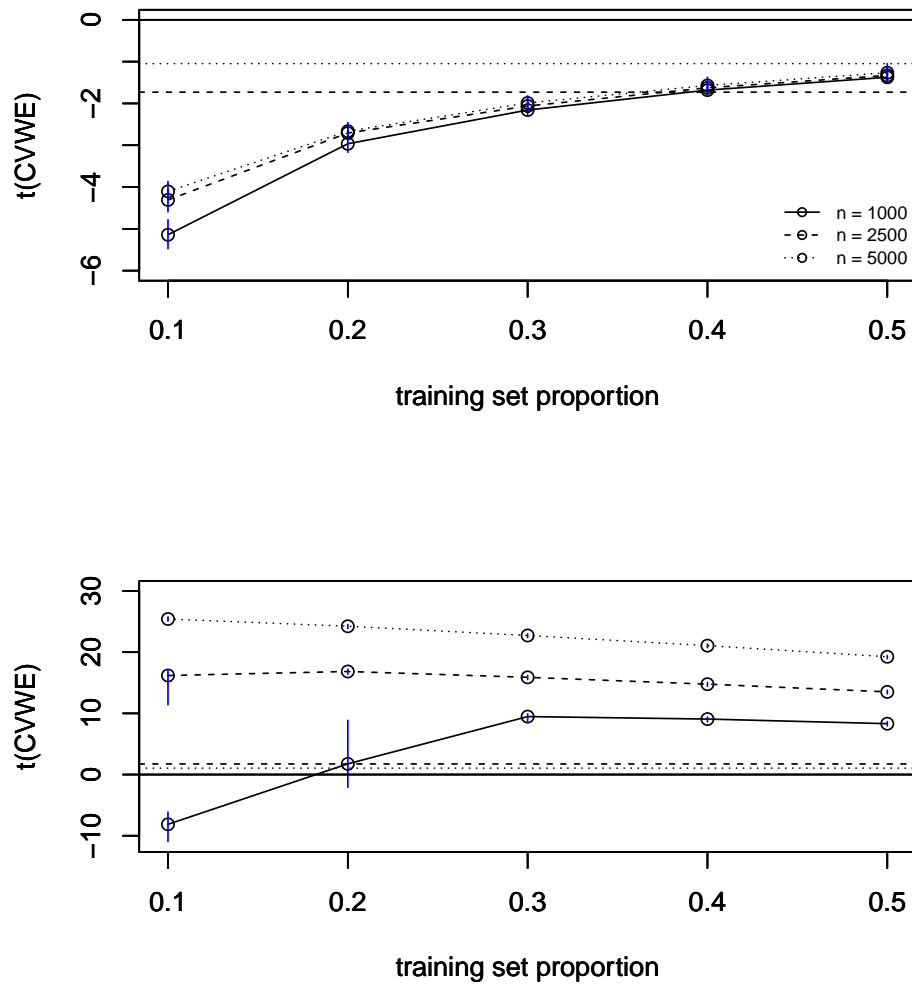 0
−2
−4
−6
t(CVWE)
n = 1000
n = 2500
n = 5000
0.1 0.2 0.3 0.4 0.5
training set proportion
30
20
10
0
−10
t(CVWE)
0.1 0.2 0.3 0.4 0.5
training set proportion